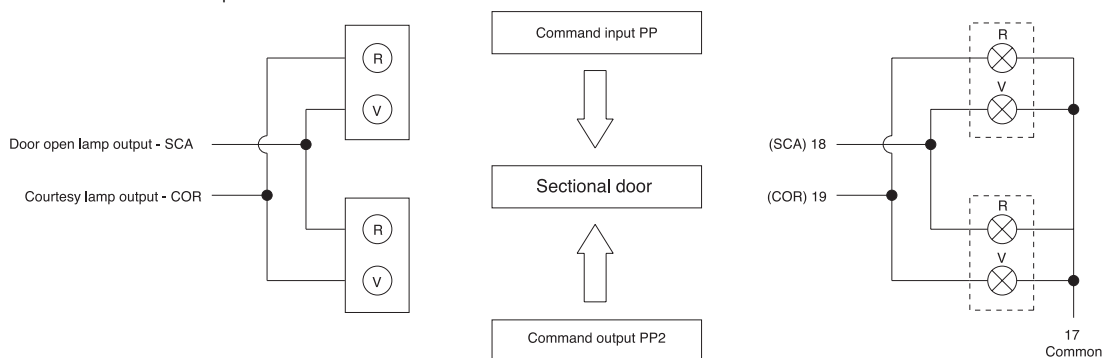 R
V
Door open lamp output - SCA
Courtesy lamp output - COR
R
V
Command input PP
Sectional door
Command output PP2
R
V
(SCA) 18
(COR) 19
R
V
17
Common